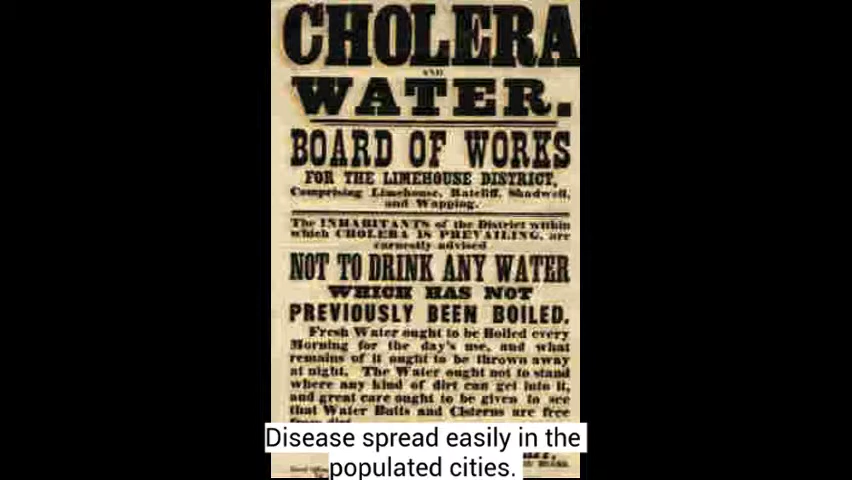 CHOLERA
AND
WATER.
BOARD OF WORKS
FOR THE LIMEHOUSE DISTRICT,
Comprising Limehouse, Ratcliff, Shadwell,
and Wapping.
The INHABITANTS of the District within
which CHOLERA IS PREVAILING, are
earnestly advised
NOT TO DRINK ANY WATER
WHICH HAS NOT
PREVIOUSLY BEEN BOILED.
Fresh Water ought to be Boiled every
Morning for the day's use, and what
remains of it ought to be thrown away
at night. The Water ought not to stand
where any kind of dirt can get into it,
and great care ought to be given to see
that Water Butts and Cisterns are free
from dirt.
Disease spread easily in the
populated cities.